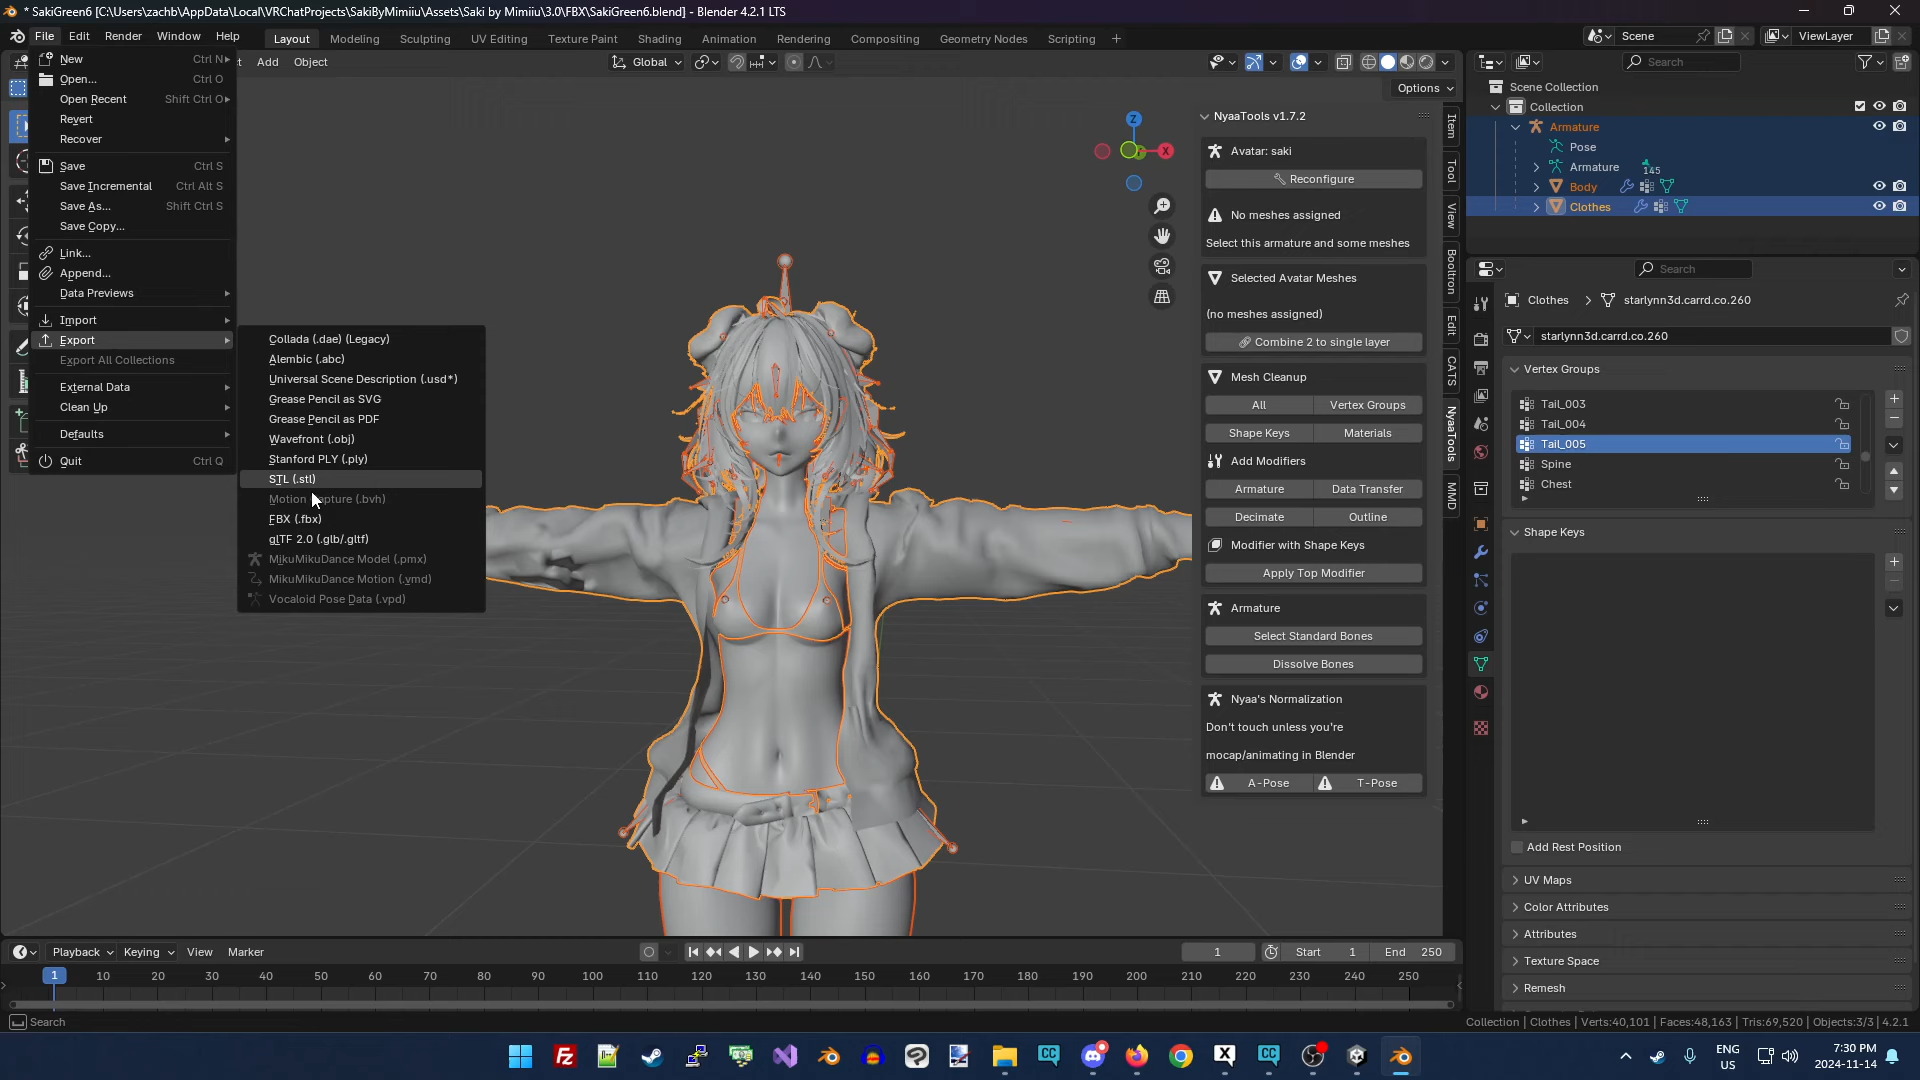 * SakiGreen6 [C:\Users\zachb\AppData\Local\VRChatProjects\SakiByMimiiu\Assets\Saki by Mimiiu\3.0\FBX\SakiGreen6.blend] - Blender 4.2.1 LTS
File Edit Render Window Help
Layout Modeling Sculpting UV Editing Texture Paint Shading Animation Rendering Compositing Geometry Nodes Scripting +
Scene
ViewLayer
Add Object
Global
Options
New Ctrl N
Open... Ctrl O
Open Recent Shift Ctrl O
Revert
Recover
Save Ctrl S
Save Incremental Ctrl Alt S
Save As... Shift Ctrl S
Save Copy...
Link...
Append...
Data Previews
Import
Export
Export All Collections
External Data
Clean Up
Defaults
Quit Ctrl Q
Collada (.dae) (Legacy)
Alembic (.abc)
Universal Scene Description (.usd*)
Grease Pencil as SVG
Grease Pencil as PDF
Wavefront (.obj)
Stanford PLY (.ply)
STL (.stl)
FBX (.fbx)
glTF 2.0 (.glb/.gltf)
MikuMikuDance Model (.pmx)
MikuMikuDance Motion (.vmd)
Vocaloid Pose Data (.vpd)
Z
X
NyaaTools v1.7.2
Avatar: saki
Reconfigure
No meshes assigned
Select this armature and some meshes
Selected Avatar Meshes
(no meshes assigned)
Combine 2 to single layer
Mesh Cleanup
All Vertex Groups
Shape Keys Materials
Add Modifiers
Armature Data Transfer
Decimate Outline
Modifier with Shape Keys
Apply Top Modifier
Armature
Select Standard Bones
Dissolve Bones
Nyaa's Normalization
Don't touch unless you're
mocap/animating in Blender
A-Pose T-Pose
Item
Tool
View
Booltron
Edit
CATS
NyaaTools
MMD
Search
Scene Collection
Collection
Armature
Pose
Armature 145
Body
Clothes
Search
Clothes > starlynn3d.carrd.co.260
starlynn3d.carrd.co.260
Vertex Groups
Tail_003
Tail_004
Tail_005
Spine
Chest
Shape Keys
Add Rest Position
UV Maps
Color Attributes
Attributes
Texture Space
Remesh
Playback Keying View Marker
1 Start 1 End 250
1 10 20 30 40 50 60 70 80 90 100 110 120 130 140 150 160 170 180 190 200 210 220 230 240 250
Search
Collection | Clothes | Verts:40,101 | Faces:48,163 | Tris:69,520 | Objects:3/3 | 4.2.1
ENG
US
7:30 PM
2024-11-14